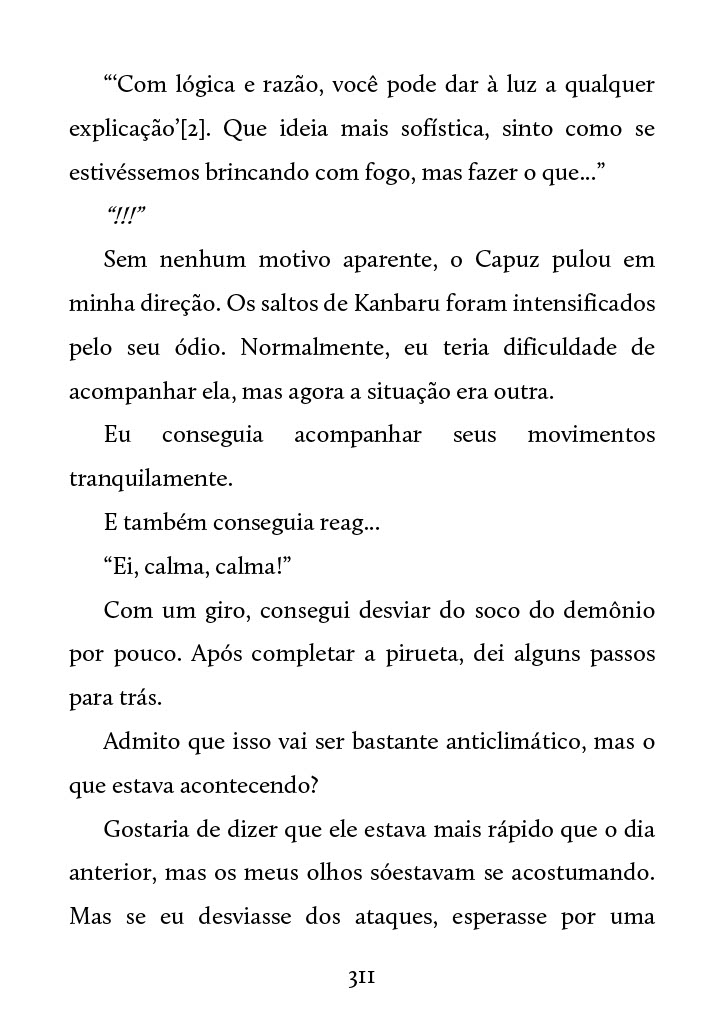 “‘Com lógica e razão, você pode dar à luz a qualquer
explicação’[2]. Que ideia mais sofística, sinto como se
estivéssemos brincando com fogo, mas fazer o que...”
“!!!”
Sem nenhum motivo aparente, o Capuz pulou em
minha direção. Os saltos de Kanbaru foram intensificados
pelo seu ódio. Normalmente, eu teria dificuldade de
acompanhar ela, mas agora a situação era outra.
Eu conseguia acompanhar seus movimentos
tranquilamente.
E também conseguia reag...
“Ei, calma, calma!”
Com um giro, consegui desviar do soco do demônio
por pouco. Após completar a pirueta, dei alguns passos
para trás.
Admito que isso vai ser bastante anticlimático, mas o
que estava acontecendo?
Gostaria de dizer que ele estava mais rápido que o dia
anterior, mas os meus olhos sóestavam se acostumando.
Mas se eu desviasse dos ataques, esperasse por uma
311